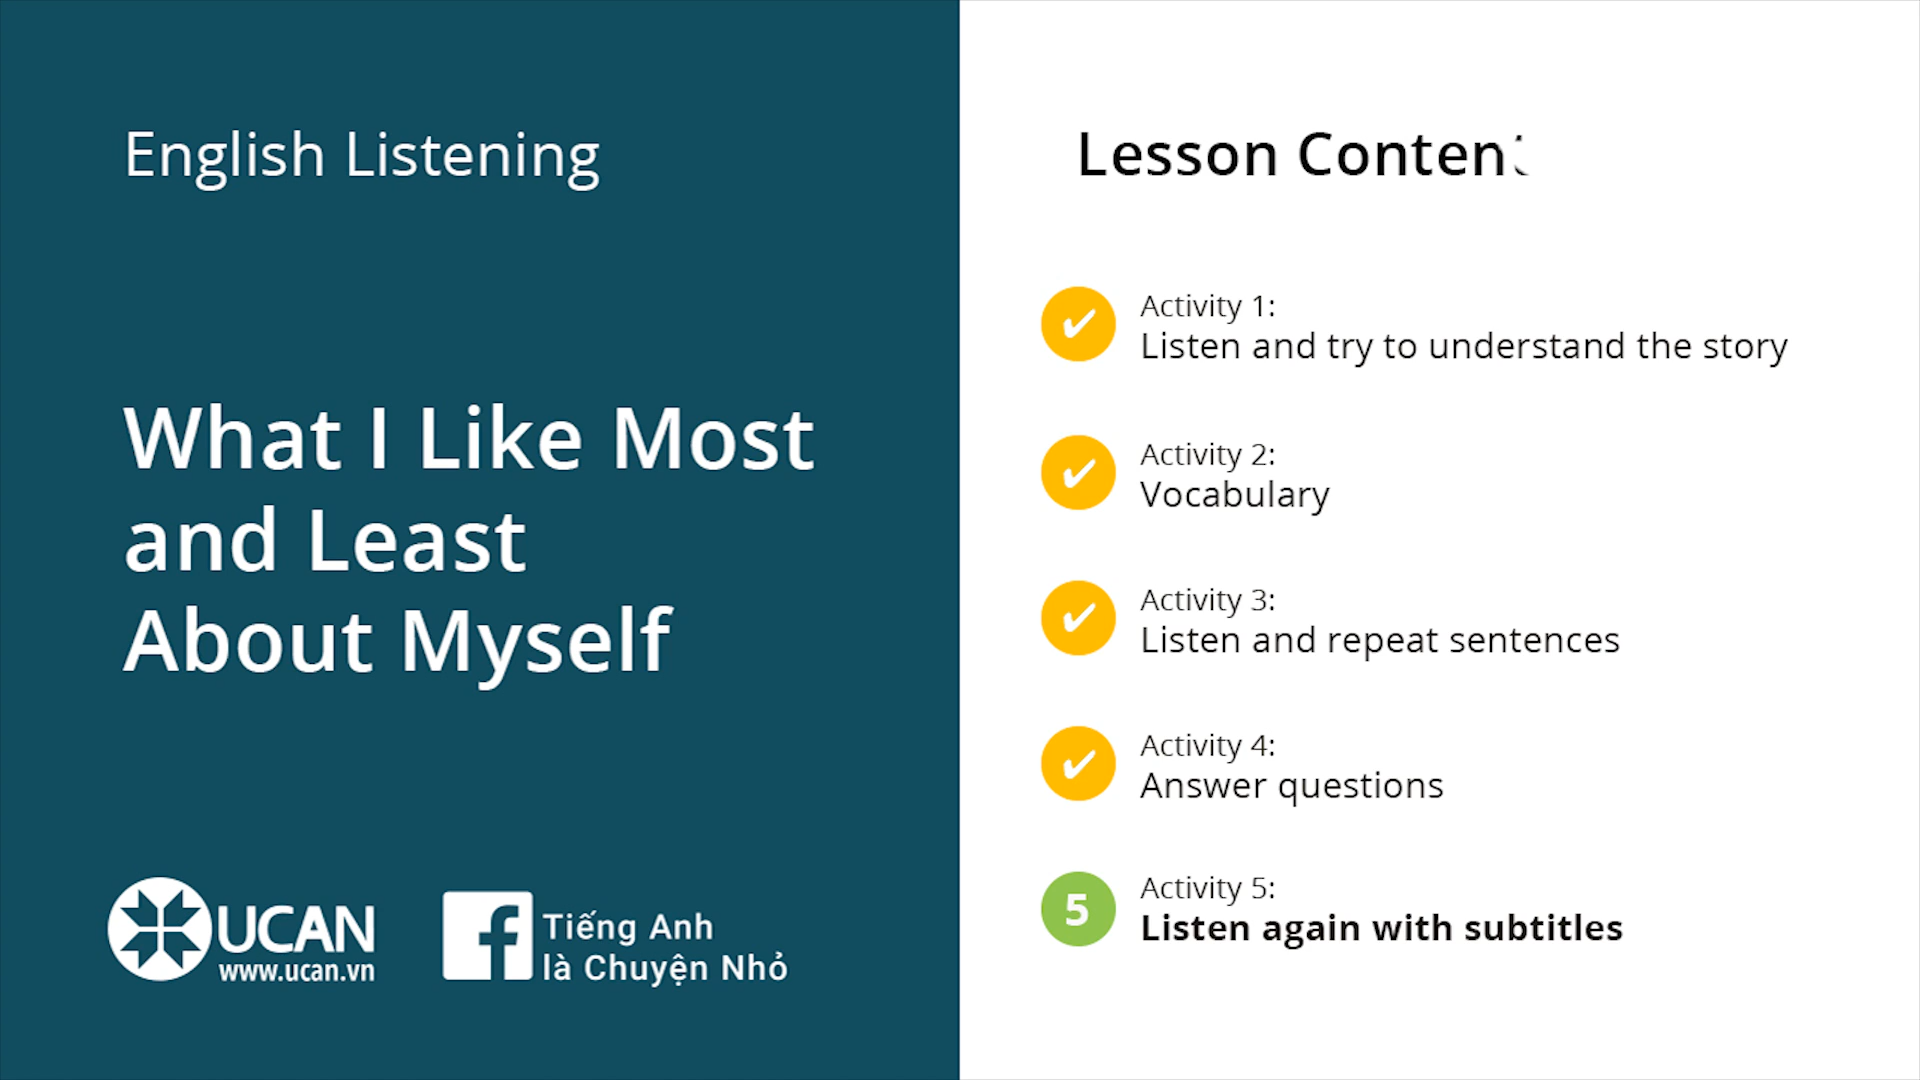 English Listening
What I Like Most
and Least
About Myself
UCAN
www.ucan.vn
Tiếng Anh
là Chuyện Nhỏ
Lesson Conten
Activity 1:
Listen and try to understand the story
Activity 2:
Vocabulary
Activity 3:
Listen and repeat sentences
Activity 4:
Answer questions
5
Activity 5:
Listen again with subtitles